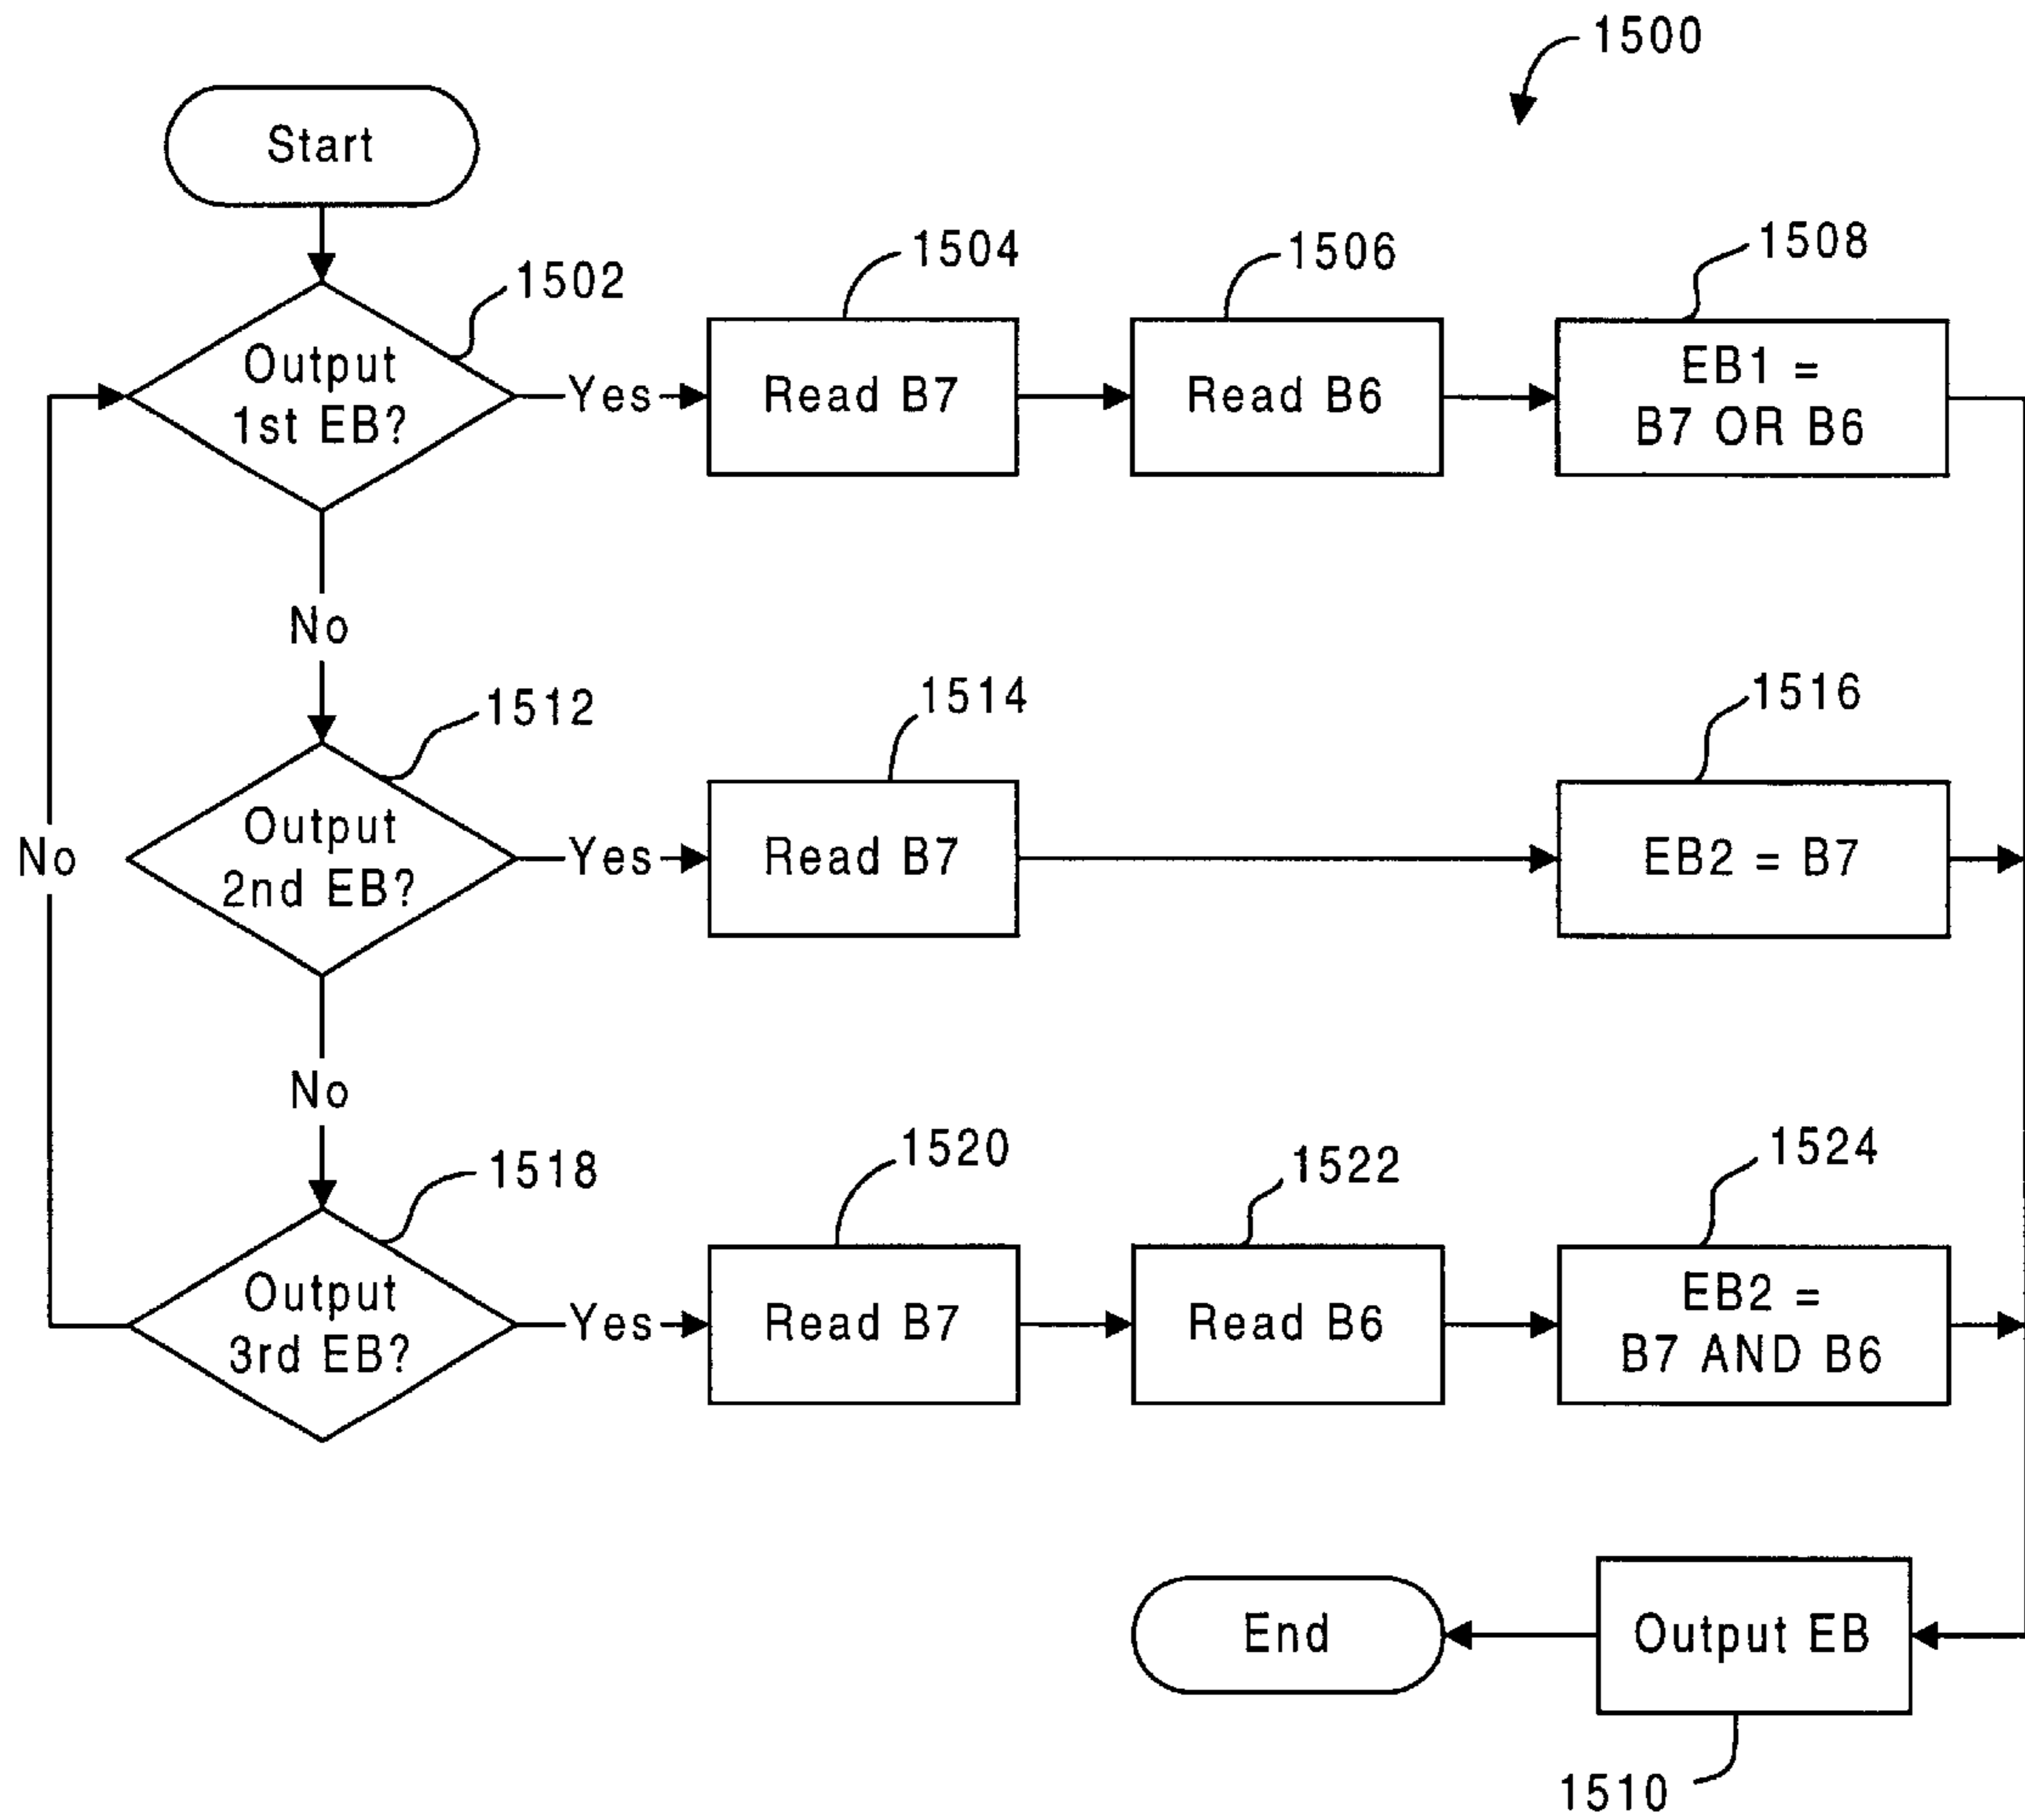 1500
Start
1502
1504
1506
1508
Output
1st EB?
Yes
Read B7
Read B6
EB1 =
B7 OR B6
No
1512
1514
1516
Output
2nd EB?
Yes
Read B7
EB2 = B7
No
No
1518
1520
1522
1524
Output
3rd EB?
Yes
Read B7
Read B6
EB2 =
B7 AND B6
End
Output EB
1510